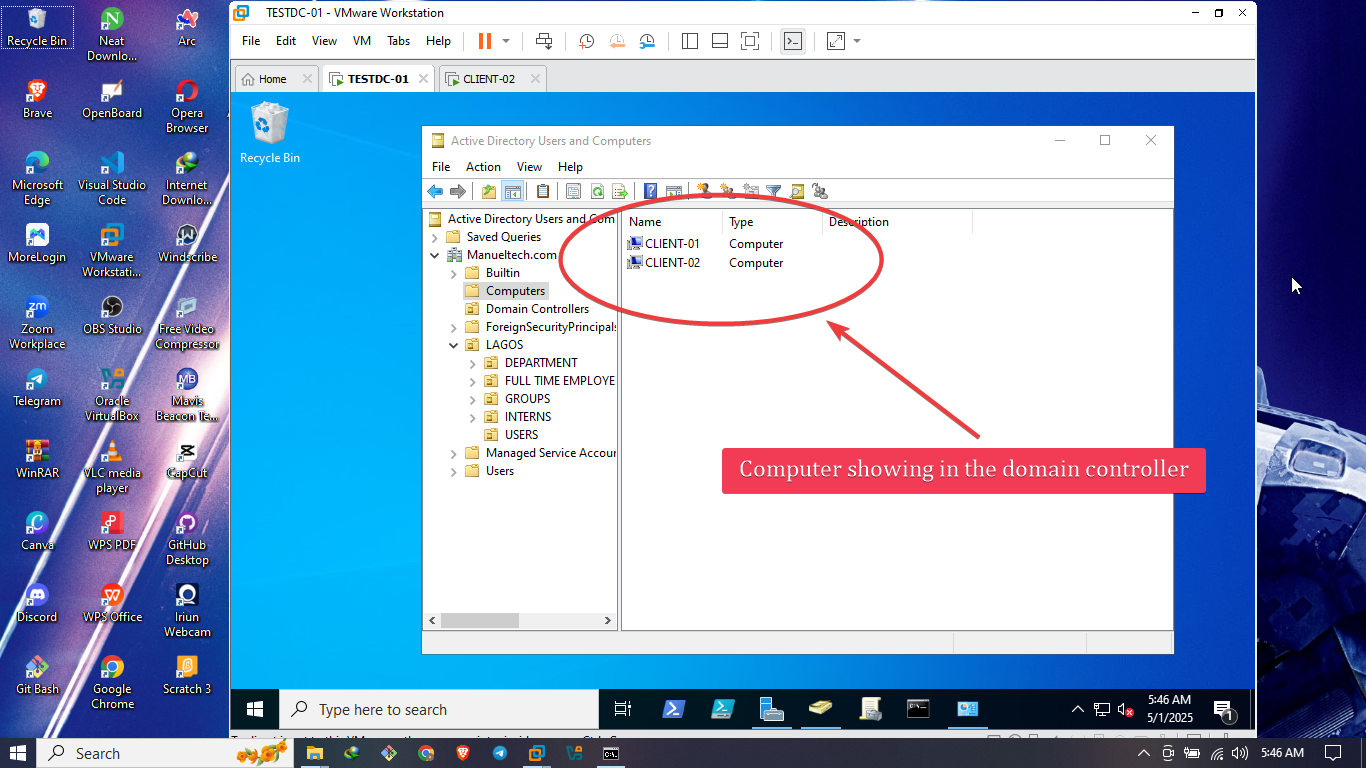 Recycle Bin
Neat
Downlo...
Arc
Brave
OpenBoard
Opera
Browser
Microsoft
Edge
Visual Studio
Code
Internet
Downlo...
MoreLogin
VMware
Workstati...
Windscribe
Zoom
Workplace
OBS Studio
Free Video
Compressor
Telegram
Oracle
VirtualBox
Mavis
Beacon Te...
WinRAR
VLC media
player
CapCut
Canva
WPS PDF
GitHub
Desktop
Discord
WPS Office
Iriun
Webcam
Git Bash
Google
Chrome
Scratch 3
TESTDC-01 - VMware Workstation
File Edit View VM Tabs Help
Home TESTDC-01 CLIENT-02
Recycle Bin
Active Directory Users and Computers
File Action View Help
Active Directory Users and Com
Saved Queries
Manueltech.com
Builtin
Computers
Domain Controllers
ForeignSecurityPrincipals
LAGOS
DEPARTMENT
FULL TIME EMPLOYE
GROUPS
INTERNS
USERS
Managed Service Accour
Users
Name Type Description
CLIENT-01 Computer
CLIENT-02 Computer
Computer showing in the domain controller
Type here to search
5:46 AM
5/1/2025
1
Search
5:46 AM